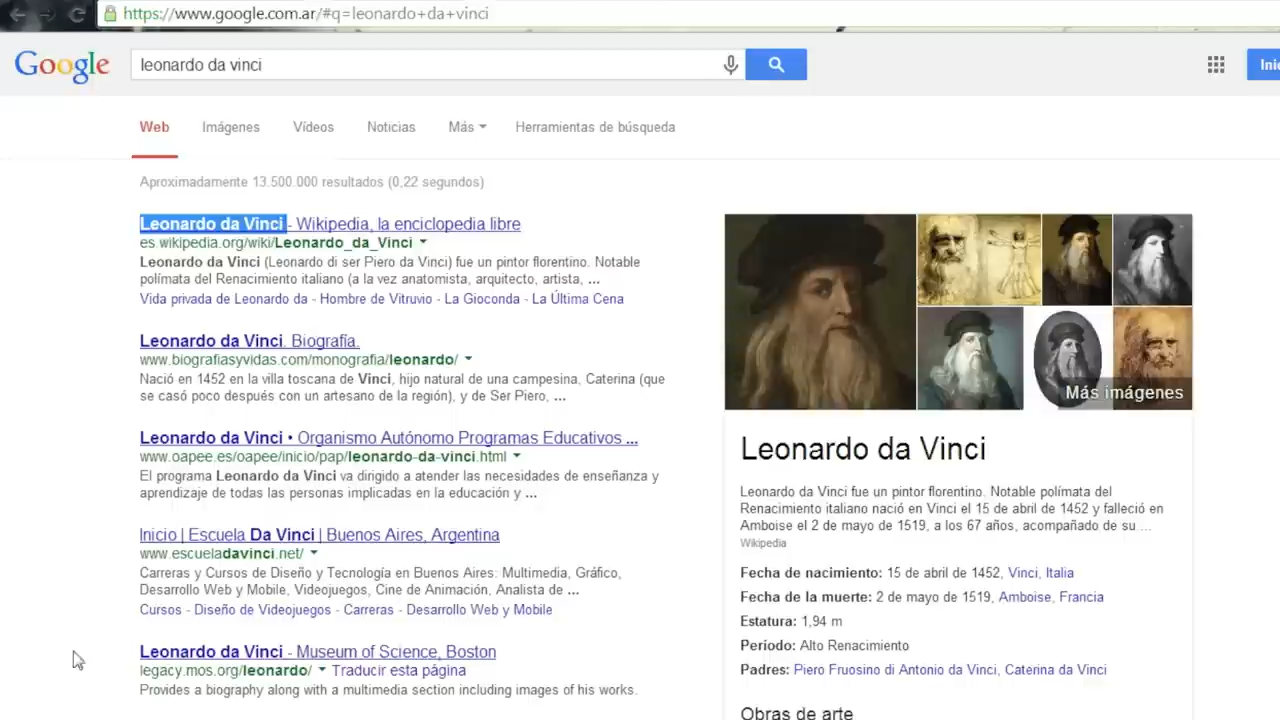 https://www.google.com.ar/#q=leonardo+da+vinci
Google
leonardo da vinci
Web Imágenes Vídeos Noticias Más Herramientas de búsqueda
Aproximadamente 13.500.000 resultados (0,22 segundos)
Leonardo da Vinci - Wikipedia, la enciclopedia libre
es.wikipedia.org/wiki/Leonardo_da_Vinci
Leonardo da Vinci (Leonardo di ser Piero da Vinci) fue un pintor florentino. Notable
polímata del Renacimiento italiano (a la vez anatomista, arquitecto, artista, ...
Vida privada de Leonardo da - Hombre de Vitruvio - La Gioconda - La Última Cena
Leonardo da Vinci. Biografía.
www.biografiasyvidas.com/monografia/leonardo/
Nació en 1452 en la villa toscana de Vinci, hijo natural de una campesina, Caterina (que
se casó poco después con un artesano de la región), y de Ser Piero, ...
Leonardo da Vinci • Organismo Autónomo Programas Educativos ...
www.oapee.es/oapee/inicio/pap/leonardo-da-vinci.html
El programa Leonardo da Vinci va dirigido a atender las necesidades de enseñanza y
aprendizaje de todas las personas implicadas en la educación y ...
Inicio | Escuela Da Vinci | Buenos Aires, Argentina
www.escueladavinci.net/
Carreras y Cursos de Diseño y Tecnología en Buenos Aires: Multimedia, Gráfico,
Desarrollo Web y Mobile, Videojuegos, Cine de Animación, Analista de ...
Cursos - Diseño de Videojuegos - Carreras - Desarrollo Web y Mobile
Leonardo da Vinci - Museum of Science, Boston
legacy.mos.org/leonardo/ Traducir esta página
Provides a biography along with a multimedia section including images of his works.
Más imágenes
Leonardo da Vinci
Leonardo da Vinci fue un pintor florentino. Notable polímata del
Renacimiento italiano nació en Vinci el 15 de abril de 1452 y falleció en
Amboise el 2 de mayo de 1519, a los 67 años, acompañado de su ...
Wikipedia
Fecha de nacimiento: 15 de abril de 1452, Vinci, Italia
Fecha de la muerte: 2 de mayo de 1519, Amboise, Francia
Estatura: 1,94 m
Período: Alto Renacimiento
Padres: Piero Fruosino di Antonio da Vinci, Caterina da Vinci
Obras de arte